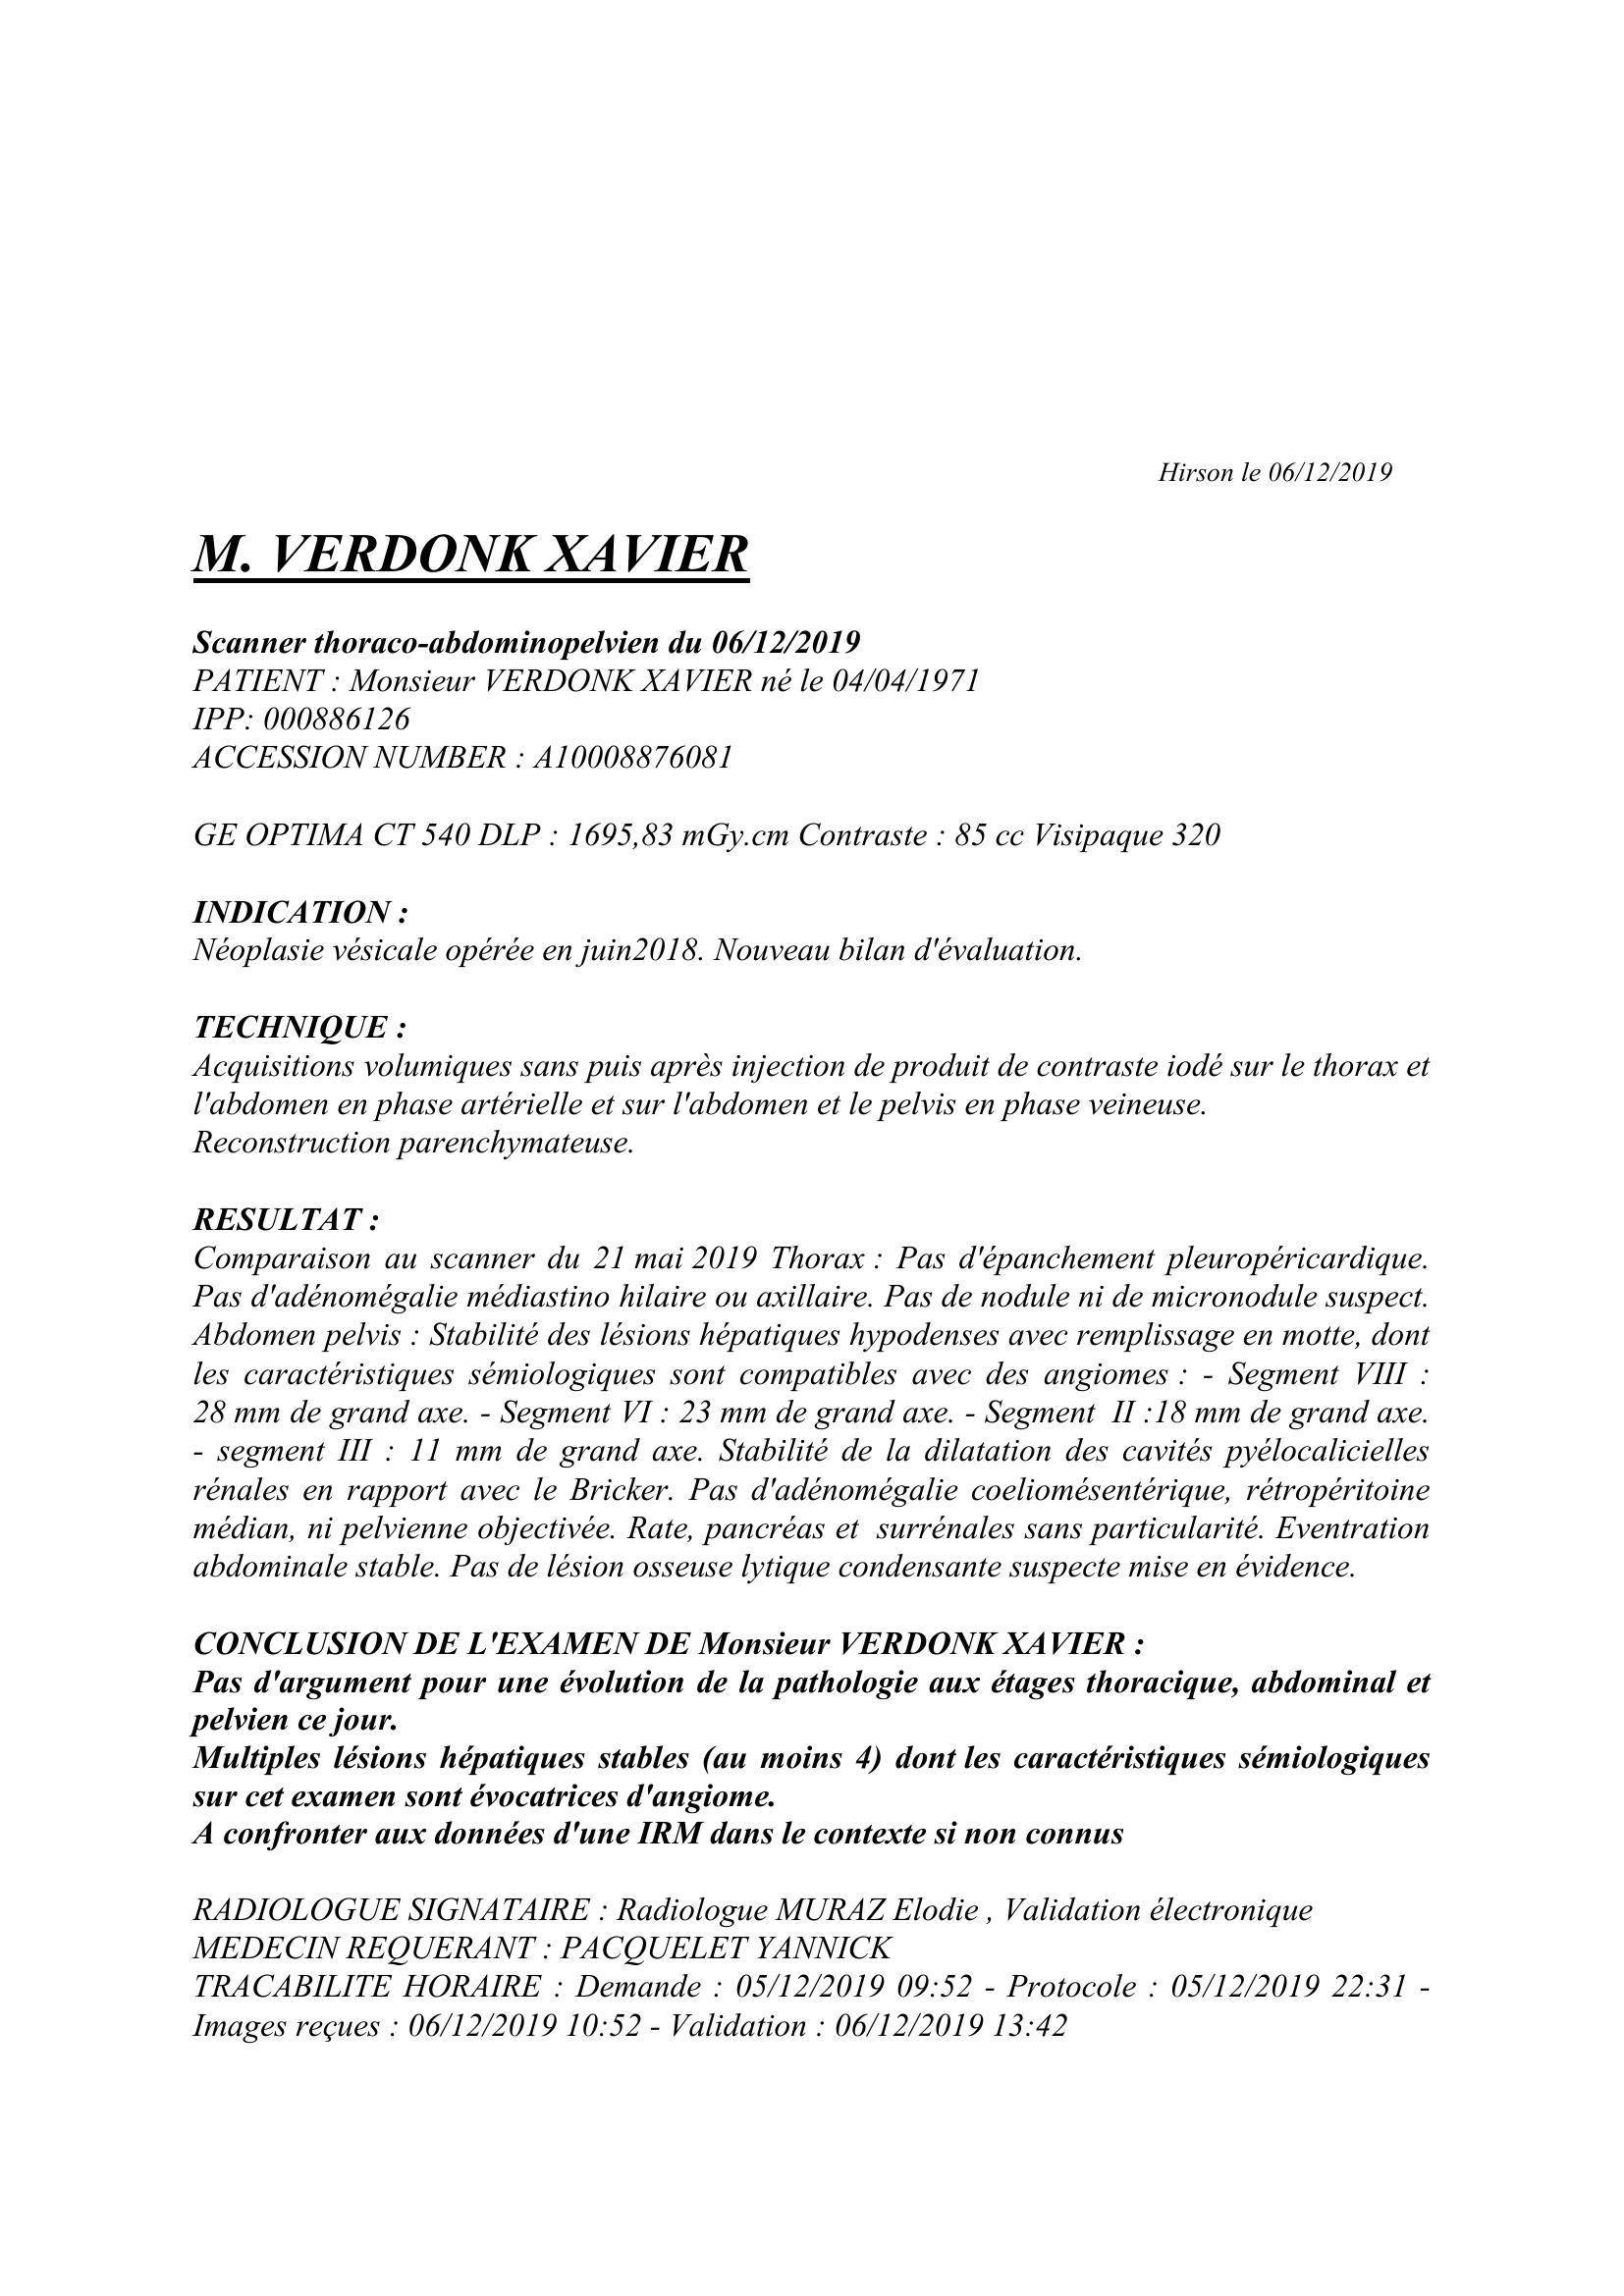 Hirson le 06/12/2019
M. VERDONK XAVIER
Scanner thoraco-abdominopelvien du 06/12/2019
PATIENT : Monsieur VERDONK XAVIER né le 04/04/1971
IPP: 000886126
ACCESSION NUMBER : A10008876081
GE OPTIMA CT 540 DLP : 1695,83 mGy.cm Contraste : 85 cc Visipaque 320
INDICATION :
Néoplasie vésicale opérée en juin2018. Nouveau bilan d'évaluation.
TECHNIQUE :
Acquisitions volumiques sans puis après injection de produit de contraste iodé sur le thorax et
l'abdomen en phase artérielle et sur l'abdomen et le pelvis en phase veineuse.
Reconstruction parenchymateuse.
RESULTAT :
Comparaison au scanner du 21 mai 2019 Thorax : Pas d'épanchement pleuropéricardique.
Pas d'adénomégalie médiastino hilaire ou axillaire. Pas de nodule ni de micronodule suspect.
Abdomen pelvis : Stabilité des lésions hépatiques hypodenses avec remplissage en motte, dont
les caractéristiques sémiologiques sont compatibles avec des angiomes : - Segment VIII :
28 mm de grand axe. - Segment VI : 23 mm de grand axe. - Segment II :18 mm de grand axe.
- segment III : 11 mm de grand axe. Stabilité de la dilatation des cavités pyélocalicielles
rénales en rapport avec le Bricker. Pas d'adénomégalie coeliomésentérique, rétropéritoine
médian, ni pelvienne objectivée. Rate, pancréas et surrénales sans particularité. Eventration
abdominale stable. Pas de lésion osseuse lytique condensante suspecte mise en évidence.
CONCLUSION DE L'EXAMEN DE Monsieur VERDONK XAVIER :
Pas d'argument pour une évolution de la pathologie aux étages thoracique, abdominal et
pelvien ce jour.
Multiples lésions hépatiques stables (au moins 4) dont les caractéristiques sémiologiques
sur cet examen sont évocatrices d'angiome.
A confronter aux données d'une IRM dans le contexte si non connus
RADIOLOGUE SIGNATAIRE : Radiologue MURAZ Elodie , Validation électronique
MEDECIN REQUERANT : PACQUELET YANNICK
TRACABILITE HORAIRE : Demande : 05/12/2019 09:52 - Protocole : 05/12/2019 22:31 -
Images reçues : 06/12/2019 10:52 - Validation : 06/12/2019 13:42